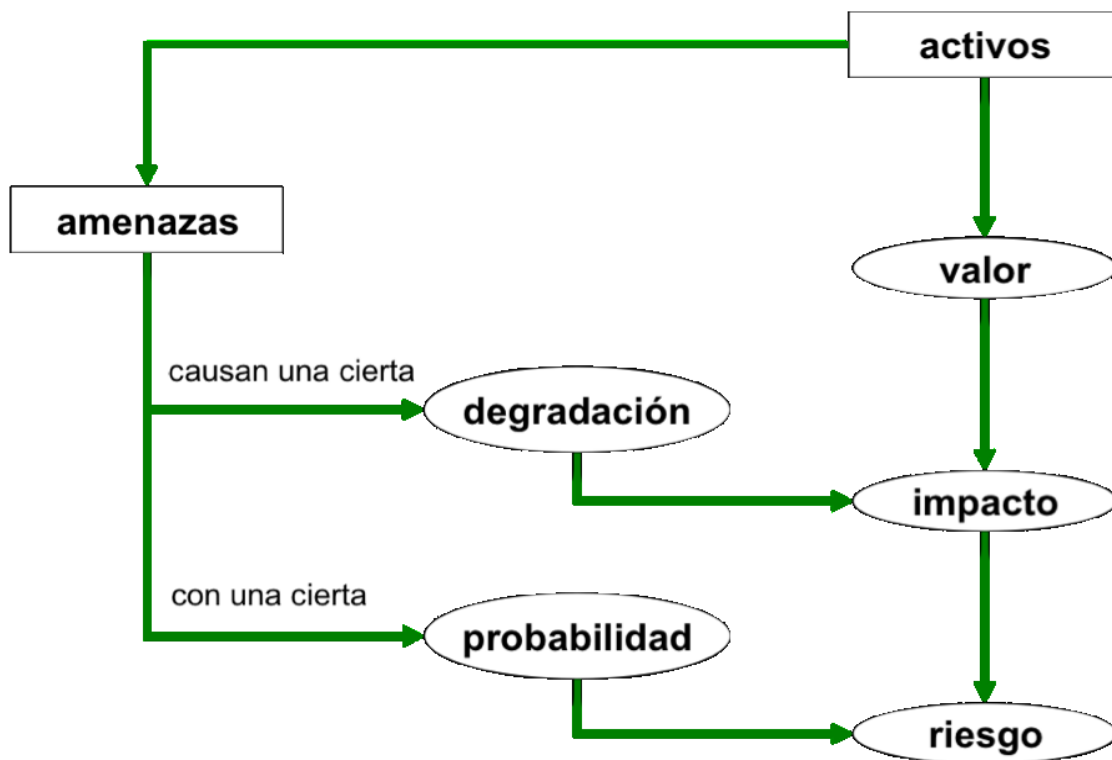 activos
amenazas
valor
causan una cierta
degradación
impacto
con una cierta
probabilidad
riesgo